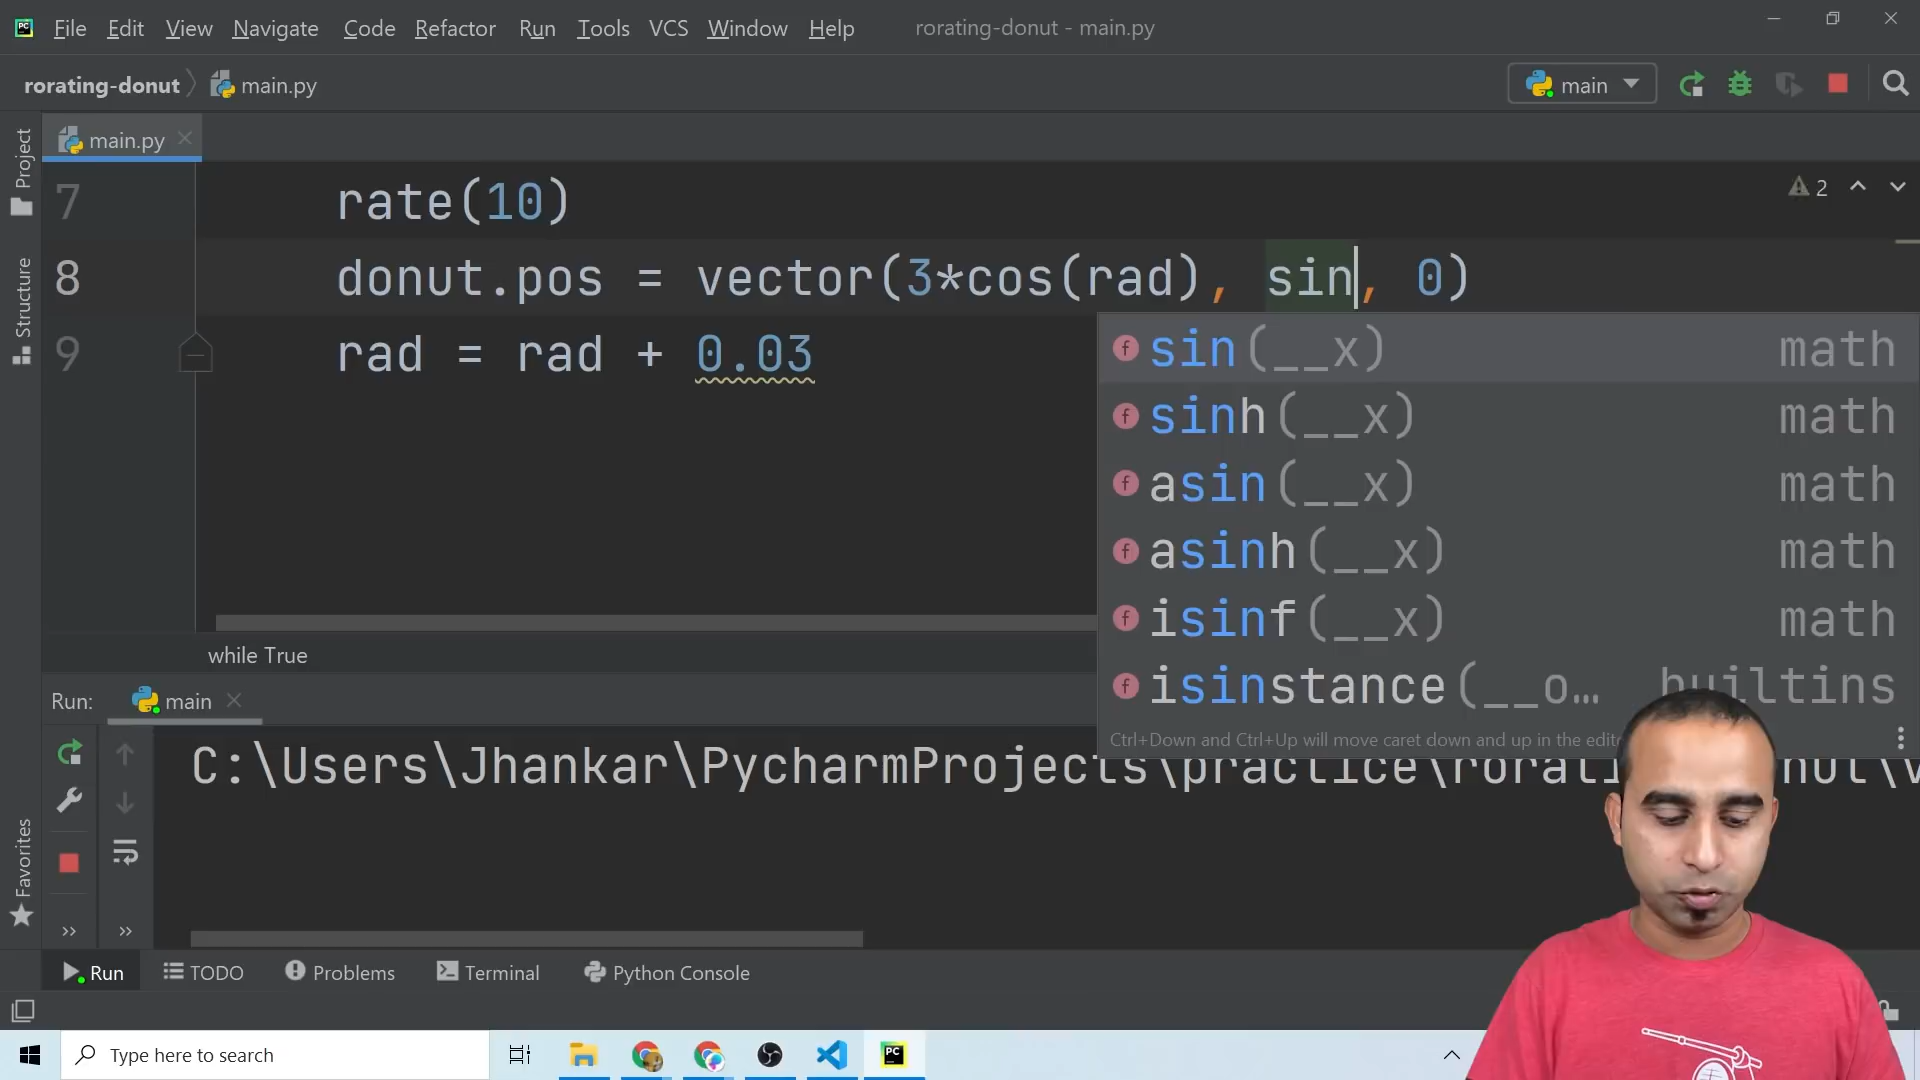 File Edit View Navigate Code Refactor Run Tools VCS Window Help rorating-donut - main.py
rorating-donut main.py main
Project
Structure
Favorites
main.py
2
7 rate(10)
8 donut.pos = vector(3*cos(rad), sin, 0)
9 rad = rad + 0.03
sin(__x) math
sinh(__x) math
asin(__x) math
asinh(__x) math
isinf(__x) math
isinstance(__o… builtins
Ctrl+Down and Ctrl+Up will move caret down and up in the
while True
Run: main
C:\Users\Jhankar\PycharmProjects\practice\
Run TODO Problems Terminal Python Console
Type here to search